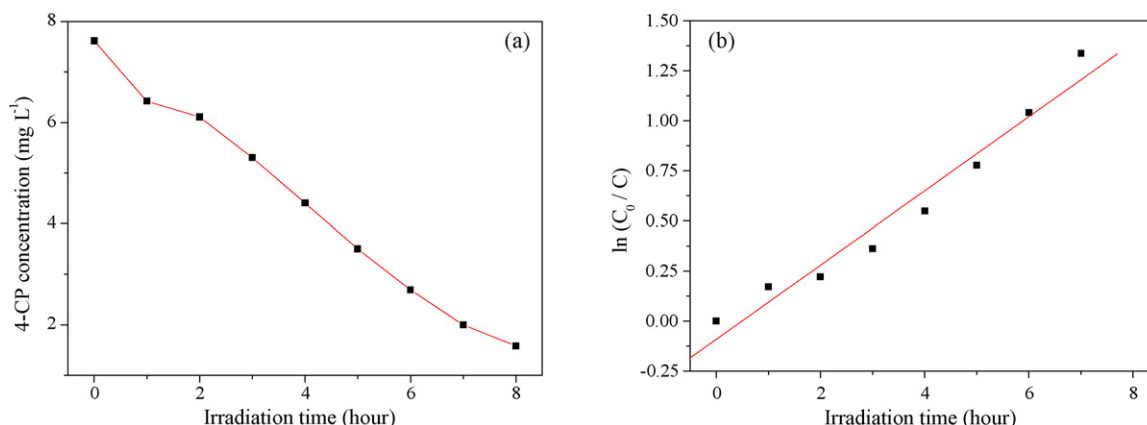 (a)
8
6
4
2
4-CP concentration (mg L⁻¹)
0 2 4 6 8
Irradiation time (hour)
(b)
1.50
1.25
1.00
0.75
0.50
0.25
0.00
-0.25
ln (C₀ / C)
0 2 4 6 8
Irradiation time (hour)